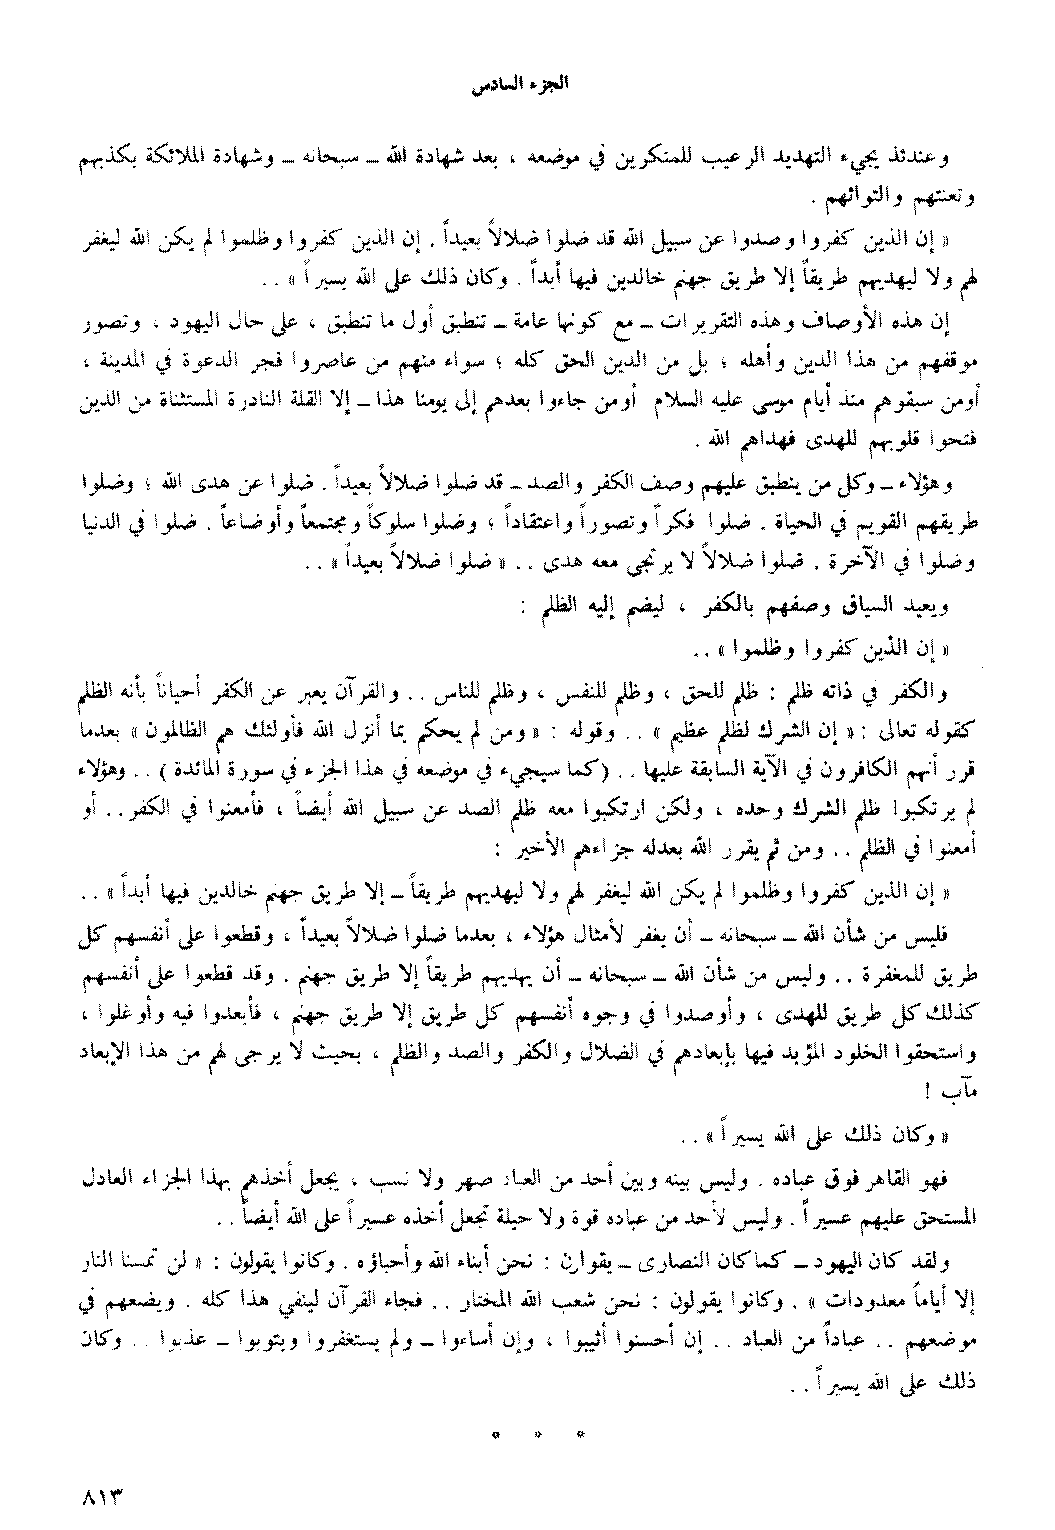 الجزء السادس
وعندئذ يجيء التهديد الرعيب للمنكرين في موضعه ، بعد شهادة الله – سبحانه – وشهادة الملائكة بكذبهم
وتعنتهم والتوائهم .
« إن الذين كفروا وصدوا عن سبيل الله قد ضلوا ضلالاً بعيداً . إن الذين كفروا وظلموا لم يكن الله ليغفر
لهم ولا ليهديهم طريقاً إلا طريق جهنم خالدين فيها أبداً . وكان ذلك على الله يسيراً » . .
إن هذه الأوصاف وهذه التقريرات – مع كونها عامة – تنطبق أول ما تنطبق ، على حال اليهود ، وتصور
موقفهم من هذا الدين وأهله ؛ بل من الدين الحق كله ؛ سواء منهم من عاصروا فجر الدعوة في المدينة ،
أومن سبقوهم منذ أيام موسى عليه السلام أومن جاءوا بعدهم إلى يومنا هذا – إلا القلة النادرة المستثناة من الذين
فتحوا قلوبهم للهدى فهداهم الله .
وهؤلاء – وكل من ينطبق عليهم وصف الكفر والصد – قد ضلوا ضلالاً بعيداً . ضلوا عن هدى الله ؛ وضلوا
طريقهم القويم في الحياة . ضلوا فكراً وتصوراً واعتقاداً ؛ وضلوا سلوكاً ومجتمعاً وأوضاعاً . ضلوا في الدنيا
وضلوا في الآخرة . ضلوا ضلالاً لا يرتجى معه هدى . . « ضلوا ضلالاً بعيداً » . .
ويعيد السياق وصفهم بالكفر ، ليضم إليه الظلم :
« إن الذين كفروا وظلموا » . .
والكفر في ذاته ظلم : ظلم للحق ، وظلم للنفس ، وظلم للناس . . والقرآن يعبر عن الكفر أحياناً بأنه الظلم
كقوله تعالى : « إن الشرك لظلم عظيم » . . وقوله : « ومن لم يحكم بما أنزل الله فأولئك هم الظالمون » بعدما
قرر أنهم الكافرون في الآية السابقة عليها . . (كما سيجيء في موضعه في هذا الجزء في سورة المائدة ) . . وهؤلاء
لم يرتكبوا ظلم الشرك وحده ، ولكن ارتكبوا معه ظلم الصد عن سبيل الله أيضاً ، فأمعنوا في الكفر . . أو
أمعنوا في الظلم . . ومن ثم يقرر الله بعدله جزاءهم الأخير :
« إن الذين كفروا وظلموا لم يكن الله ليغفر لهم ولا ليهديهم طريقاً – إلا طريق جهنم خالدين فيها أبداً » . .
فليس من شأن الله – سبحانه – أن يغفر لأمثال هؤلاء ، بعدما ضلوا ضلالاً بعيداً ، وقطعوا على أنفسهم كل
طريق للمغفرة . . وليس من شأن الله – سبحانه – أن يهديهم طريقاً إلا طريق جهنم . وقد قطعوا على أنفسهم
كذلك كل طريق للهدى ، وأوصدوا في وجوه أنفسهم كل طريق إلا طريق جهنم ، فأبعدوا فيه وأوغلوا ،
واستحقوا الخلود المؤبد فيها بإبعادهم في الضلال والكفر والصد والظلم ، بحيث لا يرجى لهم من هذا الإبعاد
مآب !
« وكان ذلك على الله يسيراً » . .
فهو القاهر فوق عباده . وليس بينه وبين أحد من العباد صهر ولا نسب ، يجعل أخذهم بهذا الجزاء العادل
المستحق عليهم عسيراً . وليس لأحد من عباده قوة ولا حيلة تجعل أخذه عسيراً على الله أيضاً . .
ولقد كان اليهود – كما كان النصارى – يقولون : نحن أبناء الله وأحباؤه . وكانوا يقولون : « لن تمسنا النار
إلا أياماً معدودات » . وكانوا يقولون : نحن شعب الله المختار . . فجاء القرآن لينفي هذا كله . ويضعهم في
موضعهم . . عباداً من العباد . . إن أحسنوا أثيبوا ، وإن أساءوا – ولم يستغفروا ويتوبوا – عذبوا . . وكان
ذلك على الله يسيراً . .
* * *
٨١٣